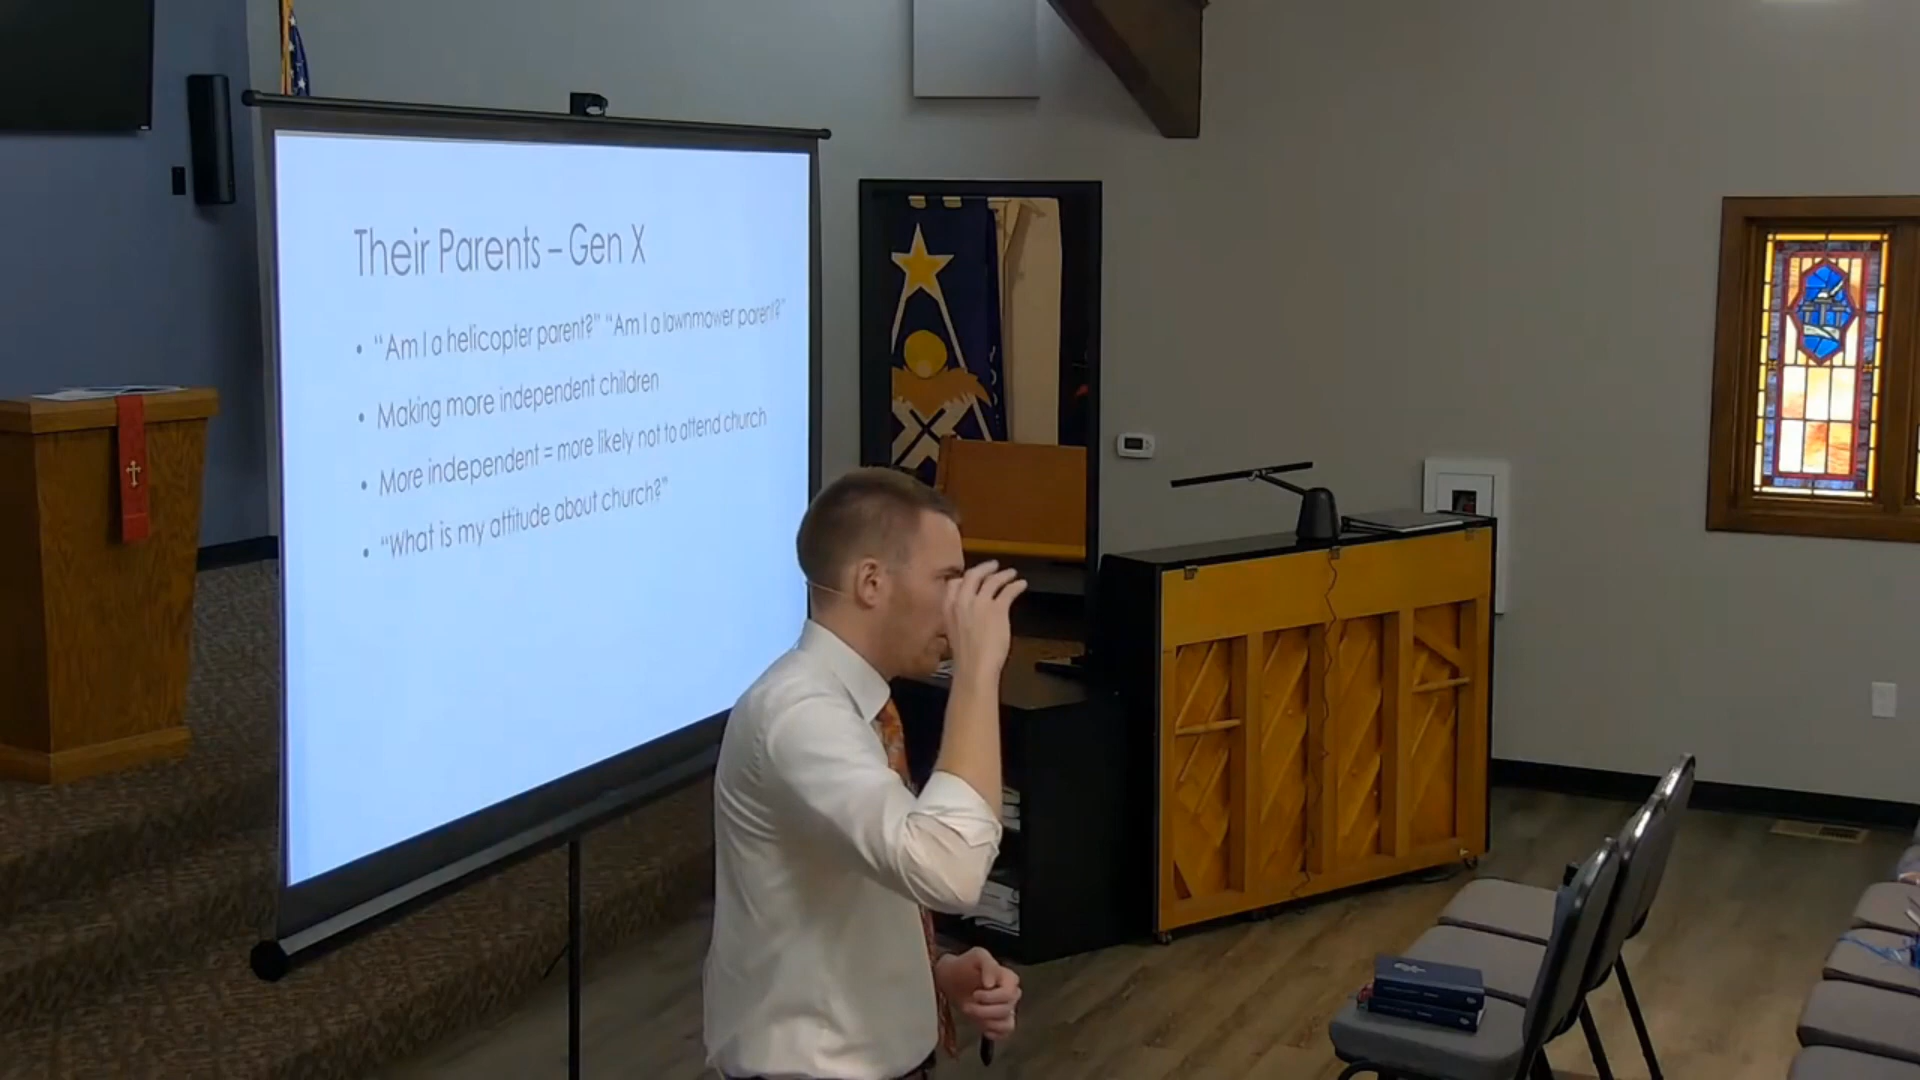 Their Parents – Gen X
• "Am I a helicopter parent?" "Am I a lawnmower parent?"
• Making more independent children
• More independent = more likely not to attend church
• "What is my attitude about church?"